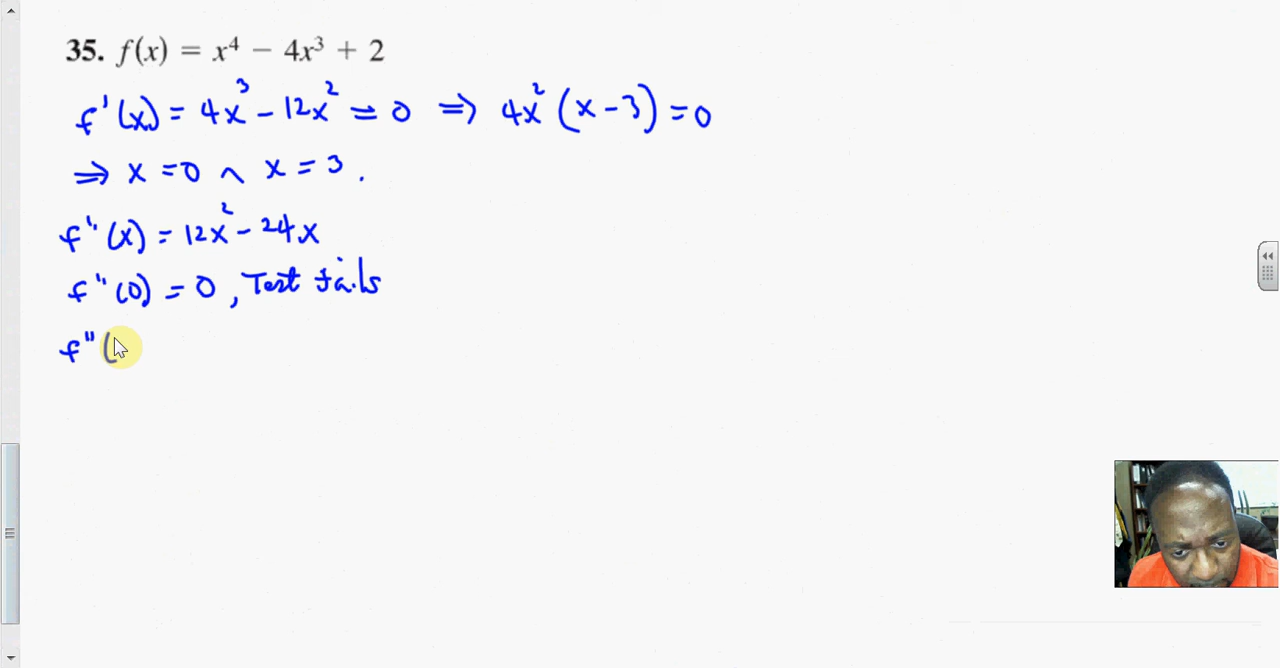 35. f(x) = x⁴ − 4x³ + 2
f'(x) = 4x³ − 12x² = 0 ⇒ 4x² (x − 3) = 0
⇒ x = 0 ∧ x = 3 .
f''(x) = 12x² − 24x
f''(0) = 0 , Test fails
f'' (